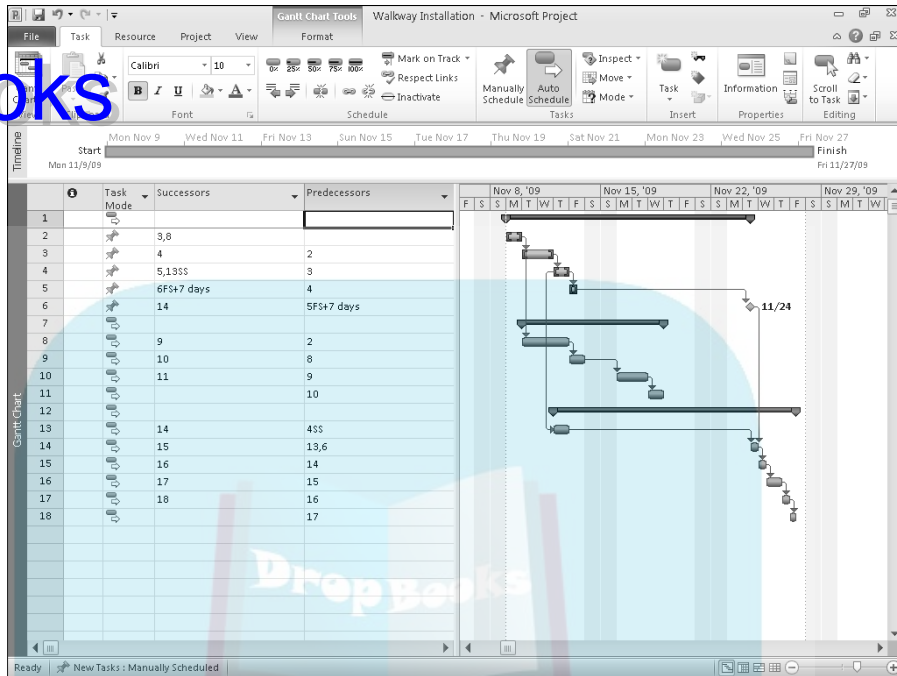 Gantt Chart Tools
Walkway Installation - Microsoft Project
File Task Resource Project View Format
Calibri 10
B I U A
0% 25% 50% 75% 100%
Mark on Track
Respect Links
Inactivate
Manually Schedule
Auto Schedule
Inspect
Move
Mode
Task
Information
Scroll to Task
Font Schedule Tasks Insert Properties Editing
ooks
Timeline
Mon Nov 9 Wed Nov 11 Fri Nov 13 Sun Nov 15 Tue Nov 17 Thu Nov 19 Sat Nov 21 Mon Nov 23 Wed Nov 25 Fri Nov 27
Start Finish
Mon 11/9/09 Fri 11/27/09
Task Mode Successors Predecessors
Nov 8, '09 Nov 15, '09 Nov 22, '09 Nov 29, '09
F S S M T W T F S S M T W T F S S M T W T F S S M T W
1
2 3,8
3 4 2
4 5,13SS 3
5 6FS+7 days 4
6 14 5FS+7 days
11/24
7
8 9 2
9 10 8
10 11 9
11 10
12
13 14 4SS
14 15 13,6
15 16 14
16 17 15
17 18 16
18 17
Gantt Chart
DropBooks
Ready New Tasks : Manually Scheduled